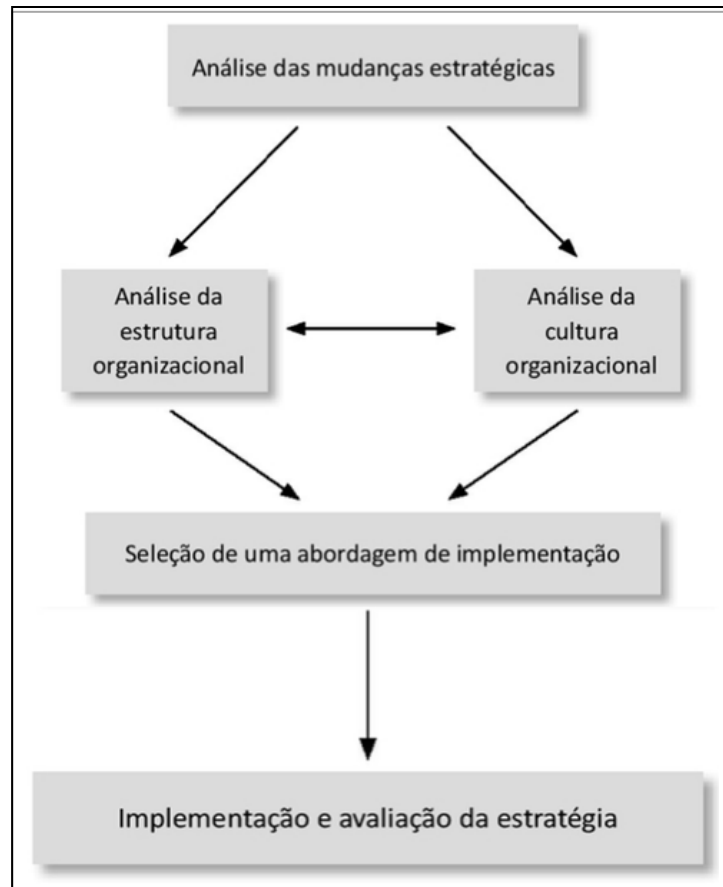 Análise das mudanças estratégicas
Análise da
estrutura
organizacional
Análise da
cultura
organizacional
Seleção de uma abordagem de implementação
Implementação e avaliação da estratégia